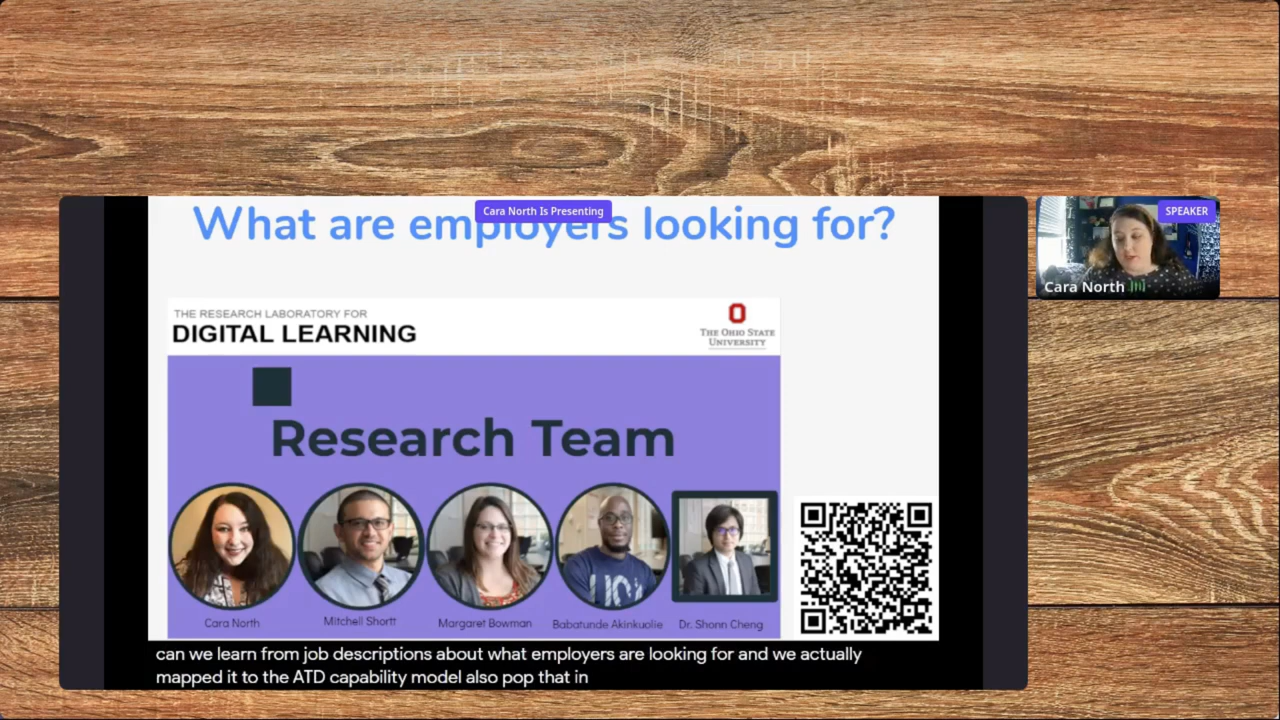 What are employers looking for?
Cara North Is Presenting
SPEAKER
Cara North
THE RESEARCH LABORATORY FOR
DIGITAL LEARNING
THE OHIO STATE
UNIVERSITY
Research Team
Cara North
Mitchell Shortt
Margaret Bowman
Babatunde Akinkuolie
Dr. Shonn Cheng
can we learn from job descriptions about what employers are looking for and we actually
mapped it to the ATD capability model also pop that in